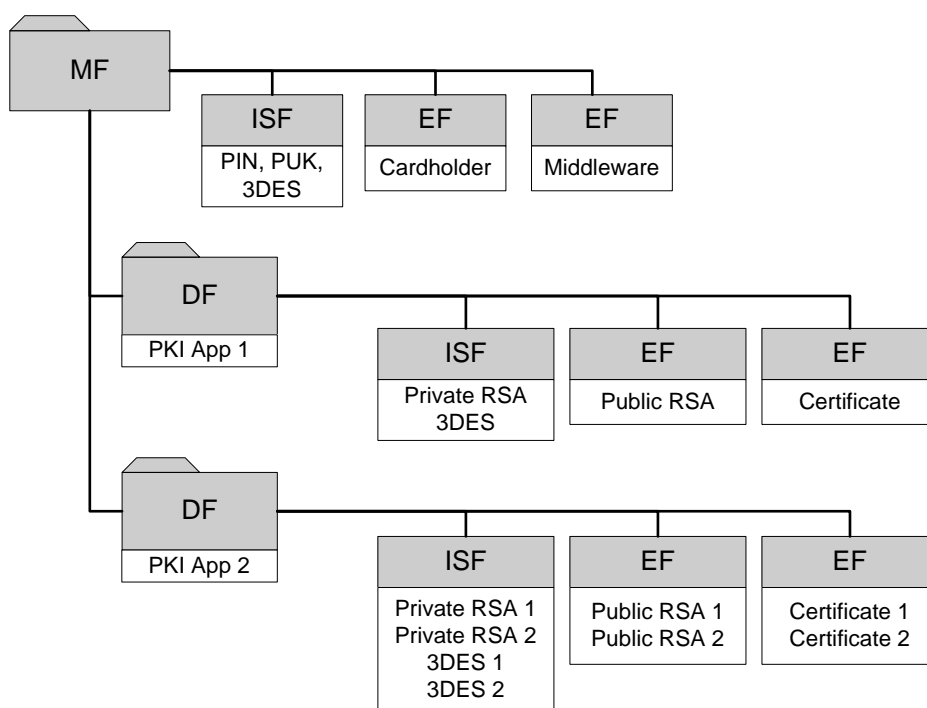 MF
ISF
EF
EF
PIN, PUK,
3DES
Cardholder
Middleware
DF
PKI App 1
ISF
EF
EF
Private RSA
3DES
Public RSA
Certificate
DF
PKI App 2
ISF
EF
EF
Private RSA 1
Private RSA 2
3DES 1
3DES 2
Public RSA 1
Public RSA 2
Certificate 1
Certificate 2